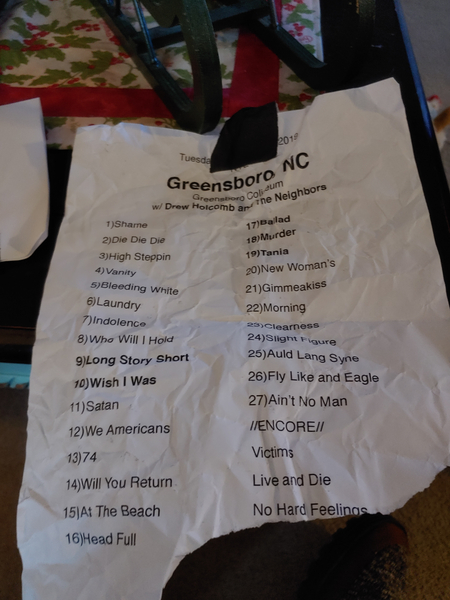 Tuesda 2019
Greensboro, NC
Greensboro Coliseum
w/ Drew Holcomb and The Neighbors
1)Shame
2)Die Die Die
3)High Steppin
4)Vanity
5)Bleeding White
6)Laundry
7)Indolence
8)Who Will I Hold
9)Long Story Short
10)Wish I Was
11)Satan
12)We Americans
13)74
14)Will You Return
15)At The Beach
16)Head Full
17)Ballad
18)Murder
19)Tania
20)New Woman's
21)Gimmeakiss
22)Morning
23)Clearness
24)Slight Figure
25)Auld Lang Syne
26)Fly Like and Eagle
27)Ain't No Man
//ENCORE//
Victims
Live and Die
No Hard Feelings